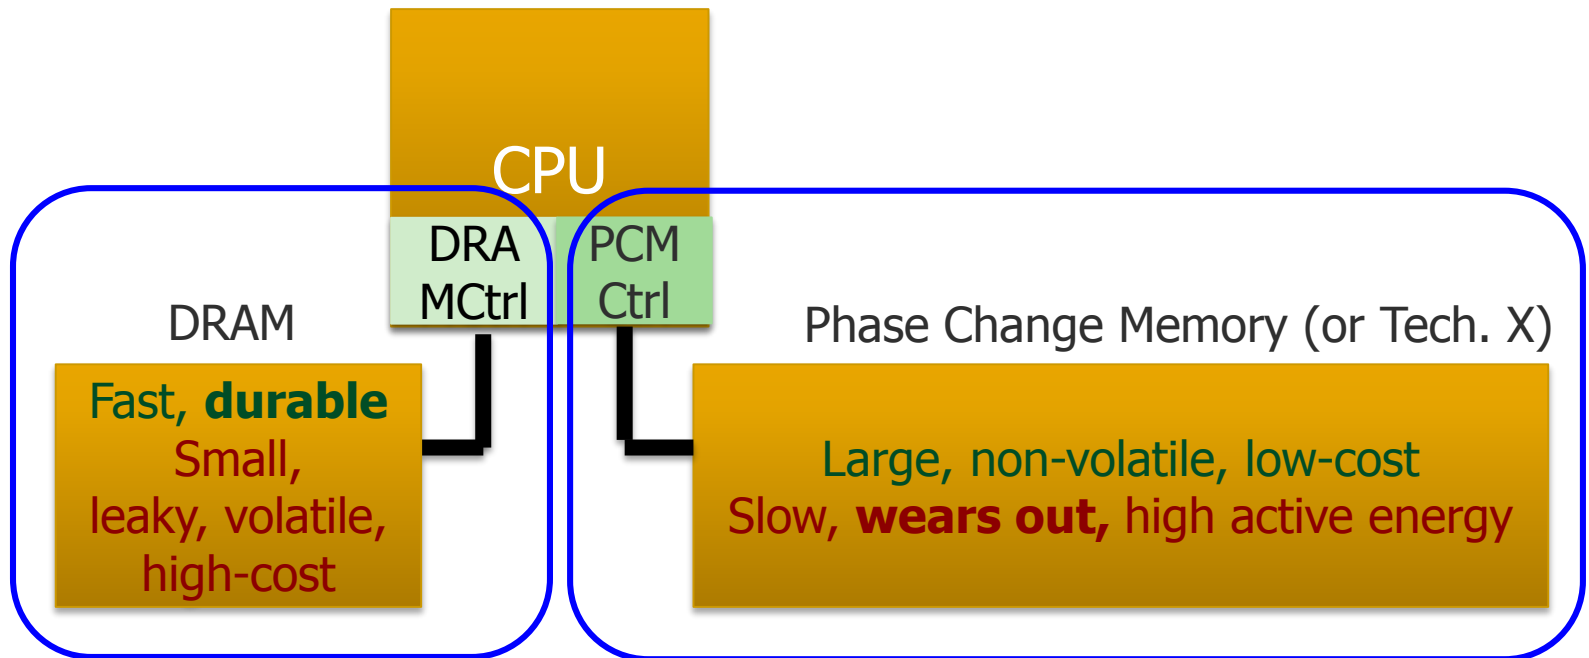 CPU
DRA
MCtrl
PCM
Ctrl
DRAM
Fast, durable
Small,
leaky, volatile,
high-cost
Phase Change Memory (or Tech. X)
Large, non-volatile, low-cost
Slow, wears out, high active energy